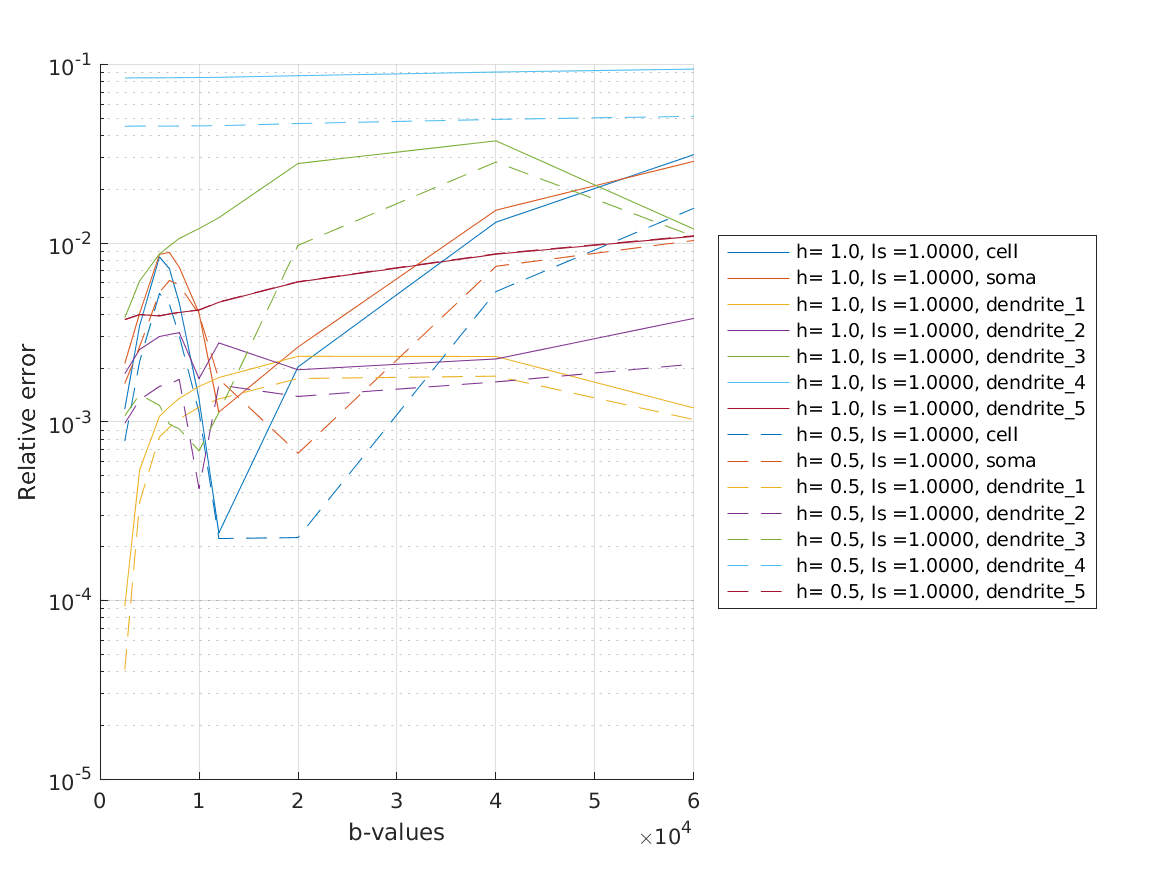 10^-1
10^-2
10^-3
10^-4
10^-5
Relative error
0
1
2
3
4
5
6
×10^4
b-values
h= 1.0, ls =1.0000, cell
h= 1.0, ls =1.0000, soma
h= 1.0, ls =1.0000, dendrite_1
h= 1.0, ls =1.0000, dendrite_2
h= 1.0, ls =1.0000, dendrite_3
h= 1.0, ls =1.0000, dendrite_4
h= 1.0, ls =1.0000, dendrite_5
h= 0.5, ls =1.0000, cell
h= 0.5, ls =1.0000, soma
h= 0.5, ls =1.0000, dendrite_1
h= 0.5, ls =1.0000, dendrite_2
h= 0.5, ls =1.0000, dendrite_3
h= 0.5, ls =1.0000, dendrite_4
h= 0.5, ls =1.0000, dendrite_5